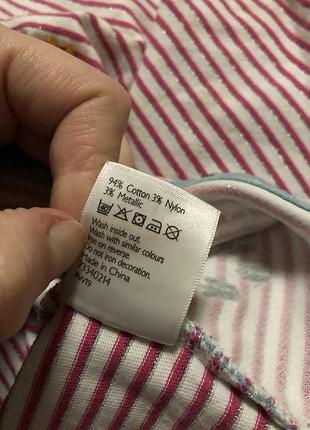 94% Cotton 3% Nylon
3% Metallic
Wash inside out.
Wash with similar colours
Iron on reverse.
Do not iron decoration.
Made in China
3340214